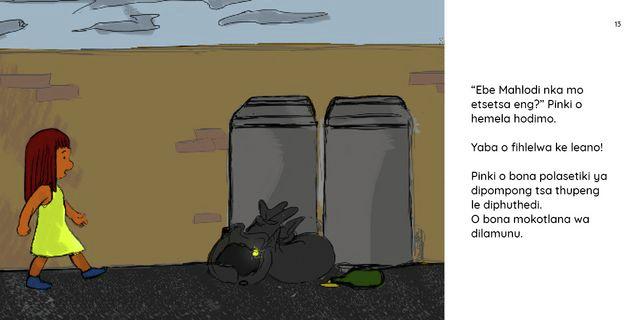 12
13
“Ebe Mahlodi nka mo
etsetsa eng?” Pinki o
hemela hodimo.
Yaba o fihlelwa ke leano!
Pinki o bona polasetiki ya
dipompong tsa thupeng
le diphuthedi.
O bona mokotlana wa
dilamunu.